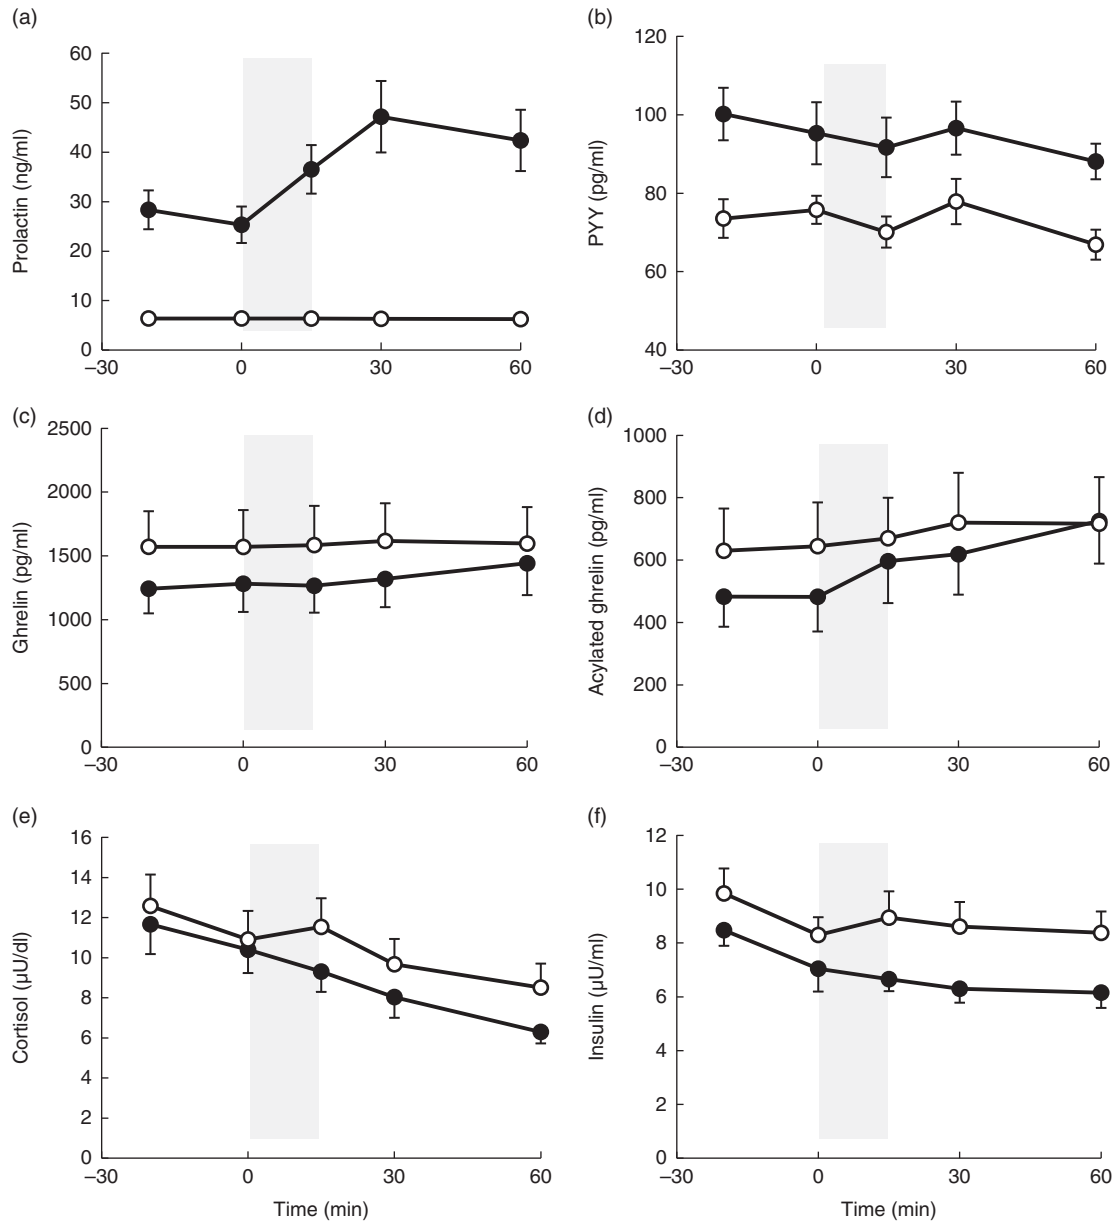 (a)
60
50
40
30
20
10
0
Prolactin (ng/ml)
–30 0 30 60
(b)
120
100
80
60
40
PYY (pg/ml)
–30 0 30 60
(c)
2500
2000
1500
1000
500
0
Ghrelin (pg/ml)
–30 0 30 60
(d)
1000
800
600
400
200
0
Acylated ghrelin (pg/ml)
–30 0 30 60
(e)
16
14
12
10
8
6
4
2
0
Cortisol (µU/dl)
–30 0 30 60
Time (min)
(f)
12
10
8
6
4
2
0
Insulin (µU/ml)
–30 0 30 60
Time (min)